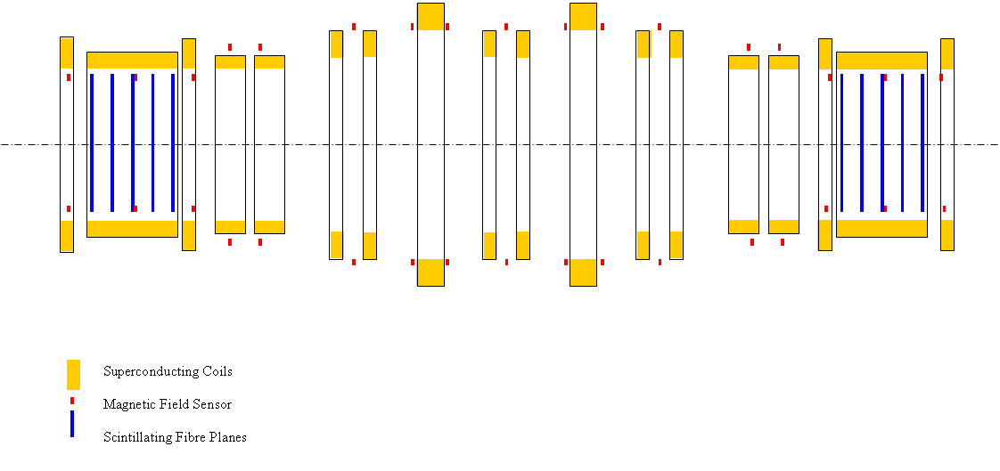 Superconducting Coils
Magnetic Field Sensor
Scintillating Fibre Planes